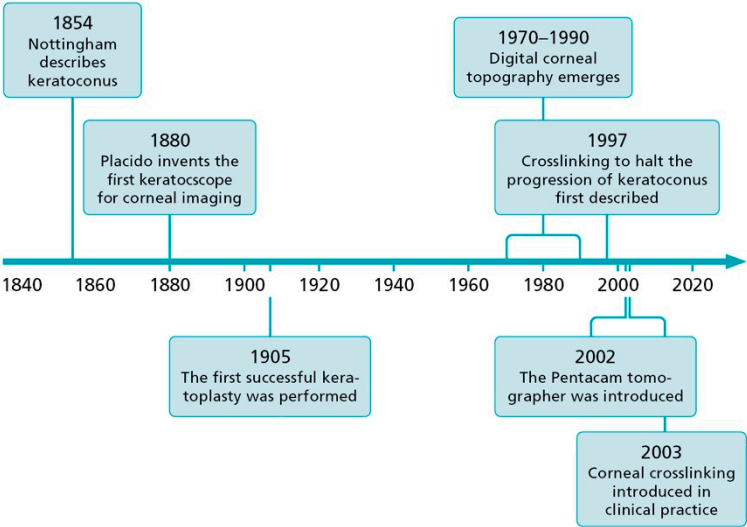 1854
Nottingham
describes
keratoconus
1970–1990
Digital corneal
topography emerges
1880
Placido invents the
first keratocscope
for corneal imaging
1997
Crosslinking to halt the
progression of keratoconus
first described
1840 1860 1880 1900 1920 1940 1960 1980 2000 2020
1905
The first successful kera-
toplasty was performed
2002
The Pentacam tomo-
grapher was introduced
2003
Corneal crosslinking
introduced in
clinical practice